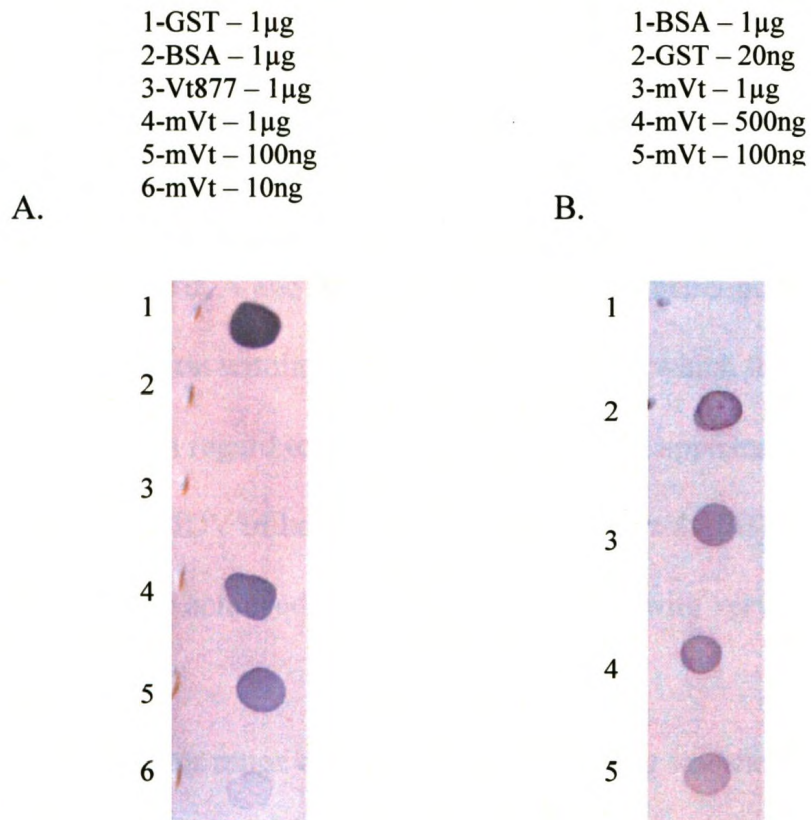 1-GST – 1µg
2-BSA – 1µg
3-Vt877 – 1µg
4-mVt – 1µg
5-mVt – 100ng
6-mVt – 10ng
A.
1
2
3
4
5
6
1-BSA – 1µg
2-GST – 20ng
3-mVt – 1µg
4-mVt – 500ng
5-mVt – 100ng
B.
1
2
3
4
5